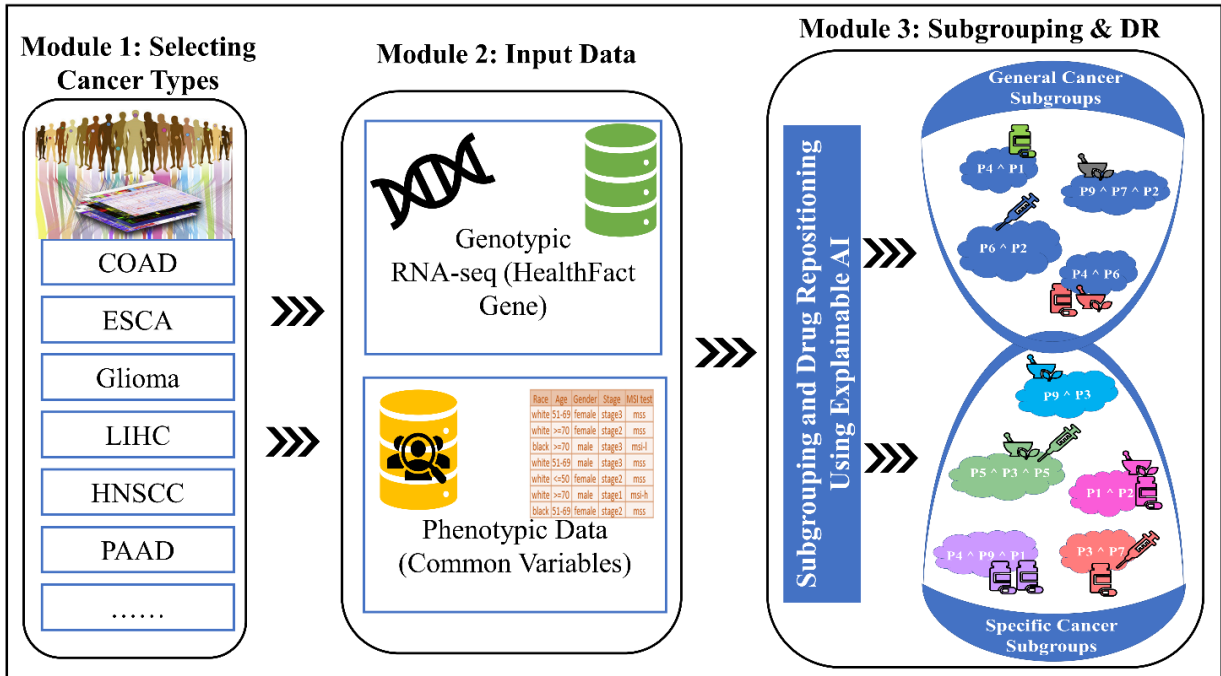 Module 1: Selecting
Cancer Types
COAD
ESCA
Glioma
LIHC
HNSCC
PAAD
......
Module 2: Input Data
Genotypic
RNA-seq (HealthFact
Gene)
Race Age Gender Stage MSI test
white 51-69 female stage3 mss
white >=70 female stage2 mss
black >=70 male stage3 msi-l
white 51-69 male stage3 mss
white <=50 female stage2 mss
white >=70 male stage1 msi-h
black 51-69 female stage2 mss
Phenotypic Data
(Common Variables)
Module 3: Subgrouping & DR
Subgrouping and Drug Repositioning
Using Explainable AI
General Cancer
Subgroups
P4 ^ P1
P9 ^ P7 ^ P2
P6 ^ P2
P4 ^ P6
P9 ^ P3
P5 ^ P3 ^ P5
P1 ^ P2
P4 ^ P9 ^ P1
P3 ^ P7
Specific Cancer
Subgroups